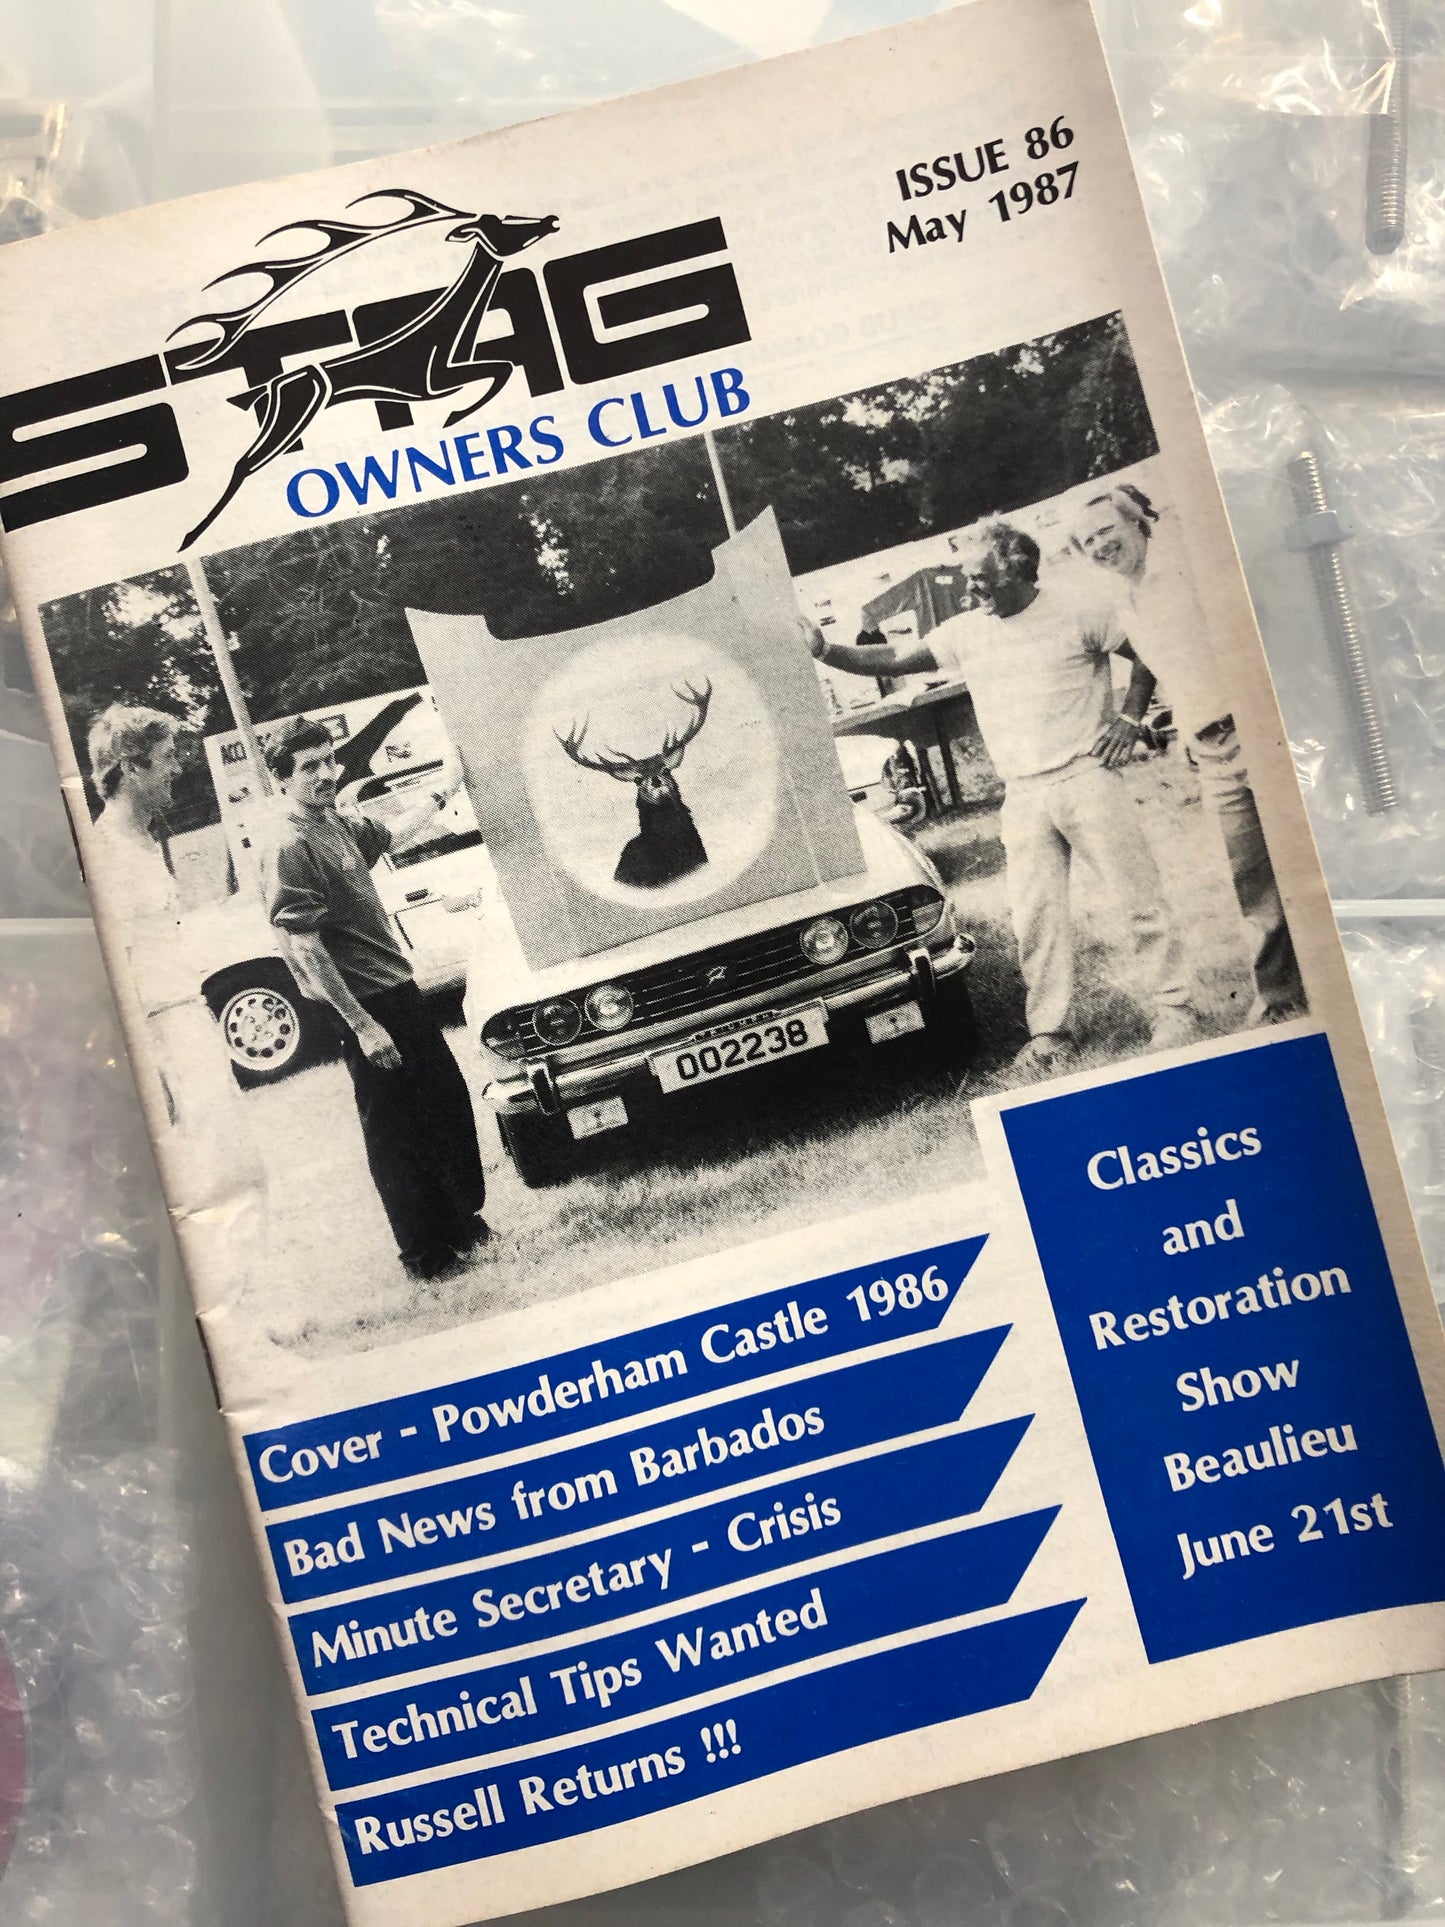 ISSUE 86
May 1987
STAG
OWNERS CLUB
002238
Cover - Powderham Castle 1986
Bad News from Barbados
Minute Secretary - Crisis
Technical Tips Wanted
Russell Returns !!!
Classics
and
Restoration
Show
Beaulieu
June 21st